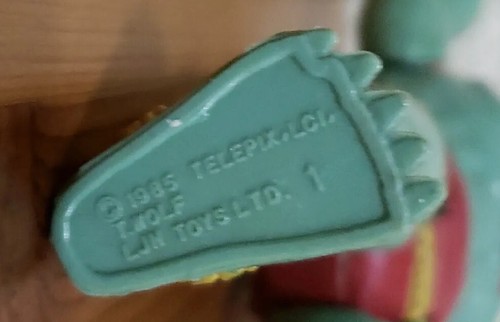 © 1985 TELEPIX.LCI.
T.WOLF
LJN TOYS LTD. 1